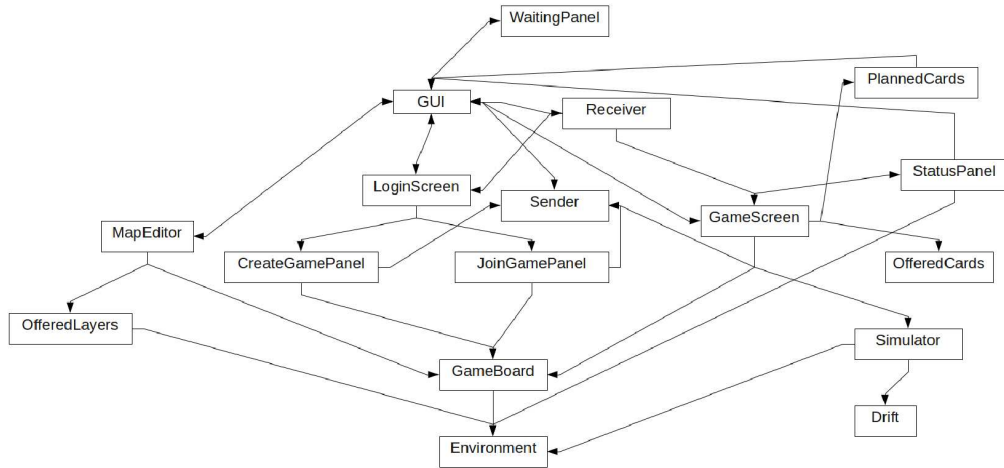 WaitingPanel
PlannedCards
GUI
Receiver
LoginScreen
StatusPanel
Sender
GameScreen
MapEditor
CreateGamePanel
JoinGamePanel
OfferedCards
OfferedLayers
Simulator
GameBoard
Drift
Environment